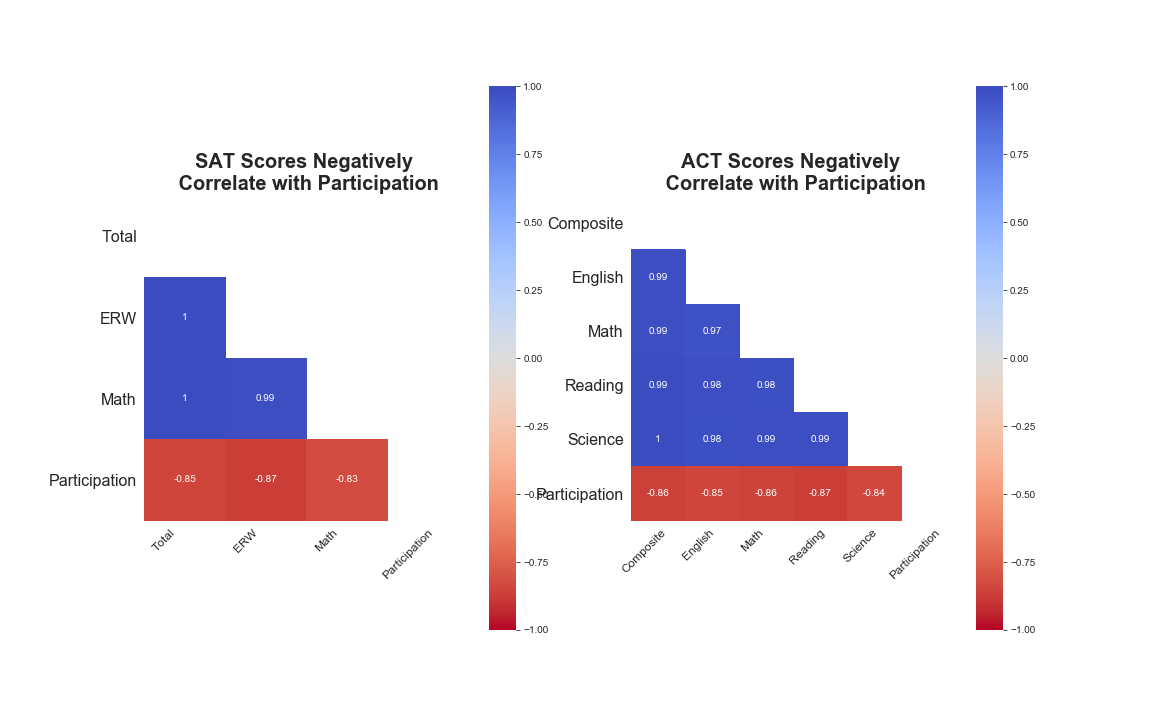 SAT Scores Negatively
Correlate with Participation
Total
ERW
Math
Participation
1
1 0.99
-0.85 -0.87 -0.83
Total ERW Math Participation
1.00
0.75
0.50
0.25
0.00
−0.25
−0.50
−0.75
−1.00
ACT Scores Negatively
Correlate with Participation
Composite
English
Math
Reading
Science
Participation
0.99
0.99 0.97
0.99 0.98 0.98
1 0.98 0.99 0.99
-0.86 -0.85 -0.86 -0.87 -0.84
Composite English Math Reading Science Participation
1.00
0.75
0.50
0.25
0.00
−0.25
−0.50
−0.75
−1.00